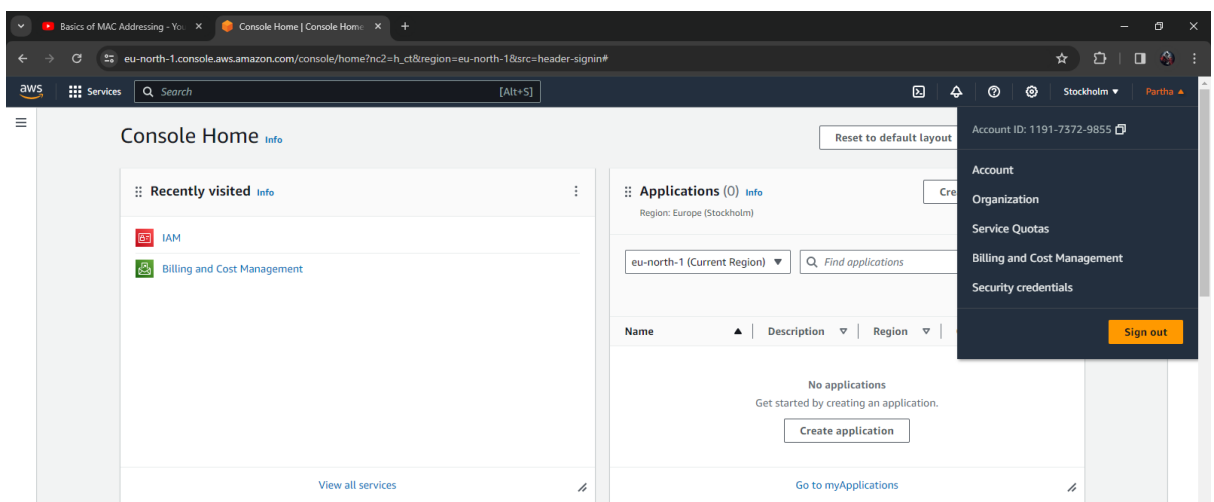 Basics of MAC Addressing - You
Console Home | Console Home
eu-north-1.console.aws.amazon.com/console/home?nc2=h_ct&region=eu-north-1&src=header-signin#
aws
Services
Search [Alt+S]
Stockholm
Partha
Console Home Info
Reset to default layout
Account ID: 1191-7372-9855
Account
Organization
Service Quotas
Billing and Cost Management
Security credentials
Sign out
Recently visited Info
IAM
Billing and Cost Management
View all services
Applications (0) Info
Cre
Region: Europe (Stockholm)
eu-north-1 (Current Region)
Find applications
Name Description Region
No applications
Get started by creating an application.
Create application
Go to myApplications